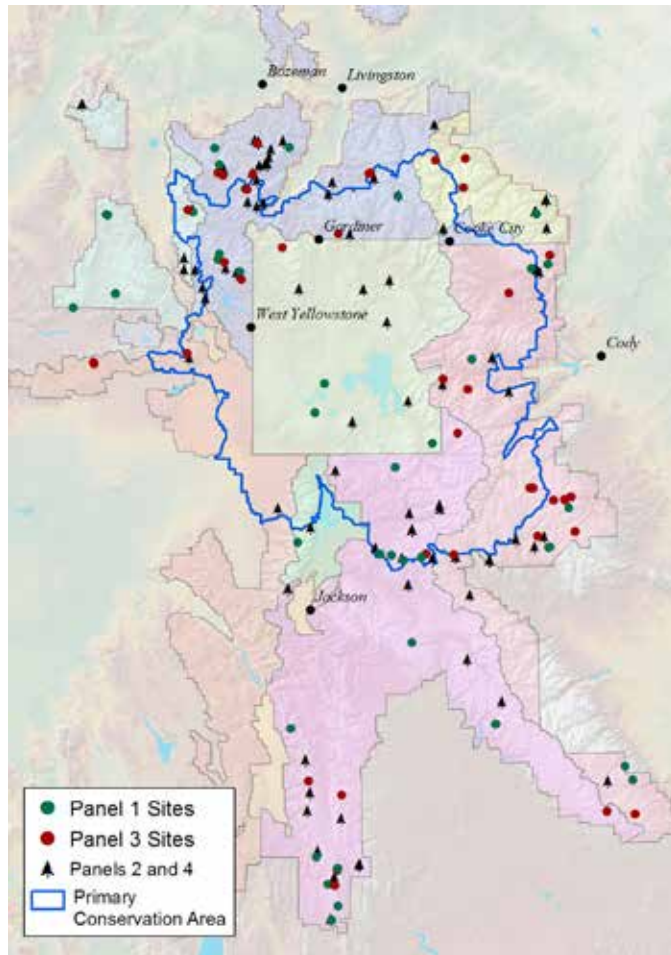 Bozeman
Livingston
Gardiner
Cooke City
West Yellowstone
Cody
Jackson
Panel 1 Sites
Panel 3 Sites
Panels 2 and 4
Primary
Conservation Area